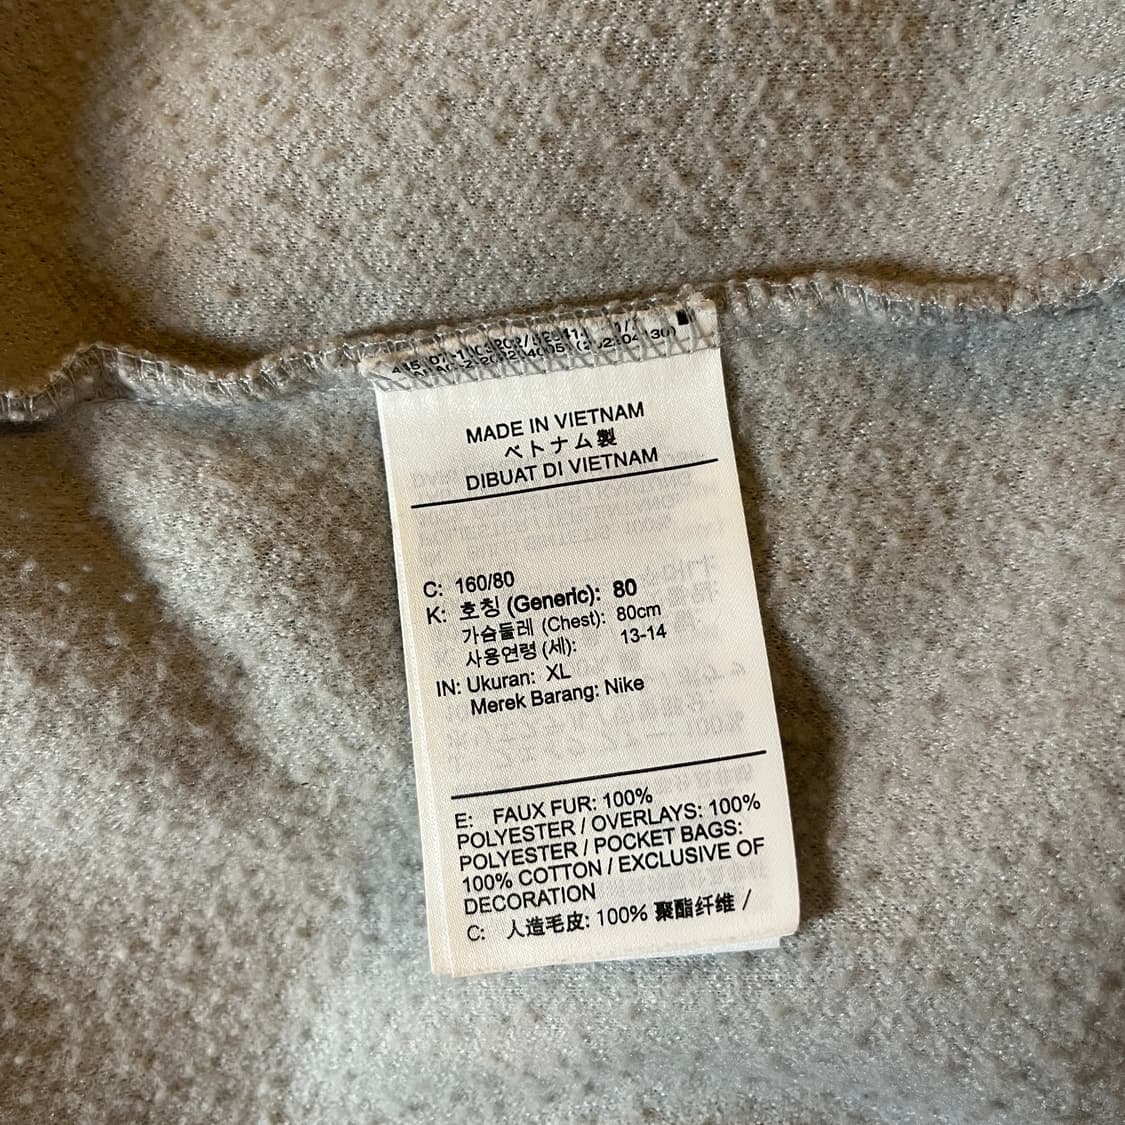 MADE IN VIETNAM
ベトナム製
DIBUAT DI VIETNAM
C: 160/80
K: 호칭 (Generic): 80
가슴둘레 (Chest): 80cm
사용연령 (세): 13-14
IN: Ukuran: XL
Merek Barang: Nike
E: FAUX FUR: 100%
POLYESTER / OVERLAYS: 100%
POLYESTER / POCKET BAGS:
100% COTTON / EXCLUSIVE OF
DECORATION
C: 人造毛皮: 100% 聚酯纤维 /